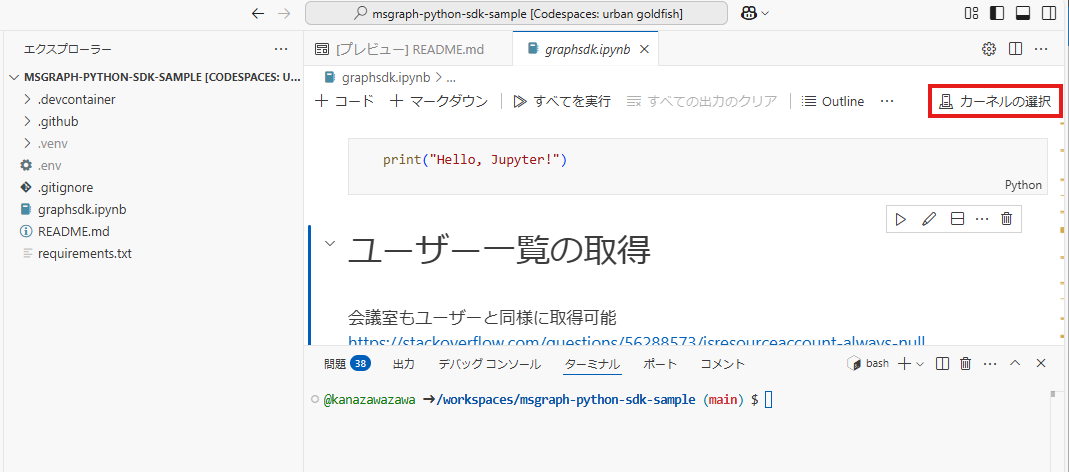 msgraph-python-sdk-sample [Codespaces: urban goldfish]
エクスプローラー
MSGRAPH-PYTHON-SDK-SAMPLE [CODESPACES: U...
.devcontainer
.github
.venv
.env
.gitignore
graphsdk.ipynb
README.md
requirements.txt
[プレビュー] README.md
graphsdk.ipynb
graphsdk.ipynb > ...
+ コード + マークダウン すべてを実行 すべての出力のクリア Outline ... カーネルの選択
print("Hello, Jupyter!")
Python
ユーザー一覧の取得
会議室もユーザーと同様に取得可能
https://stackoverflow.com/questions/56288573/isresourceaccount-always-null
問題 38 出力 デバッグ コンソール ターミナル ポート コメント bash
@kanazawazawa ➜/workspaces/msgraph-python-sdk-sample (main) $